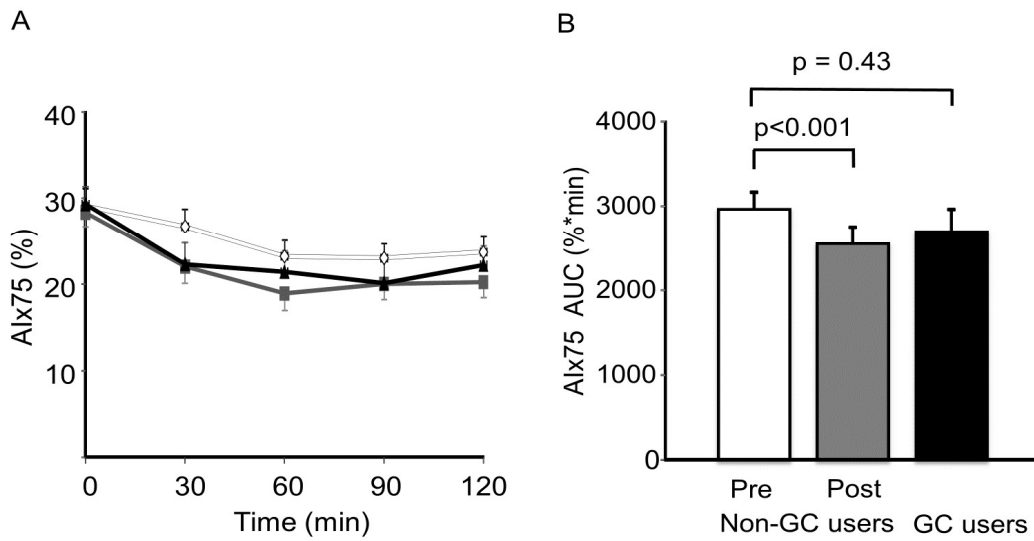 A
AIx75 (%)
40
30
20
10
0 30 60 90 120
Time (min)
B
p = 0.43
p<0.001
AIx75 AUC (%*min)
4000
3000
2000
1000
0
Pre Post
Non-GC users GC users